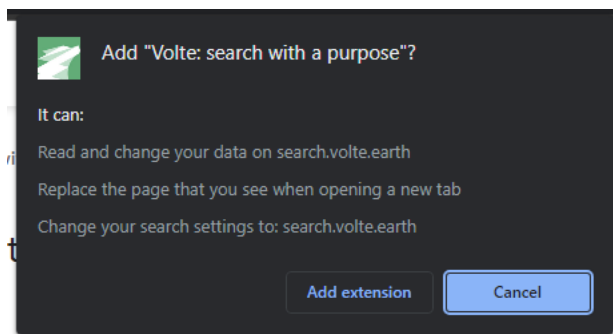 Add "Volte: search with a purpose"?
It can:
Read and change your data on search.volte.earth
Replace the page that you see when opening a new tab
Change your search settings to: search.volte.earth
Add extension
Cancel